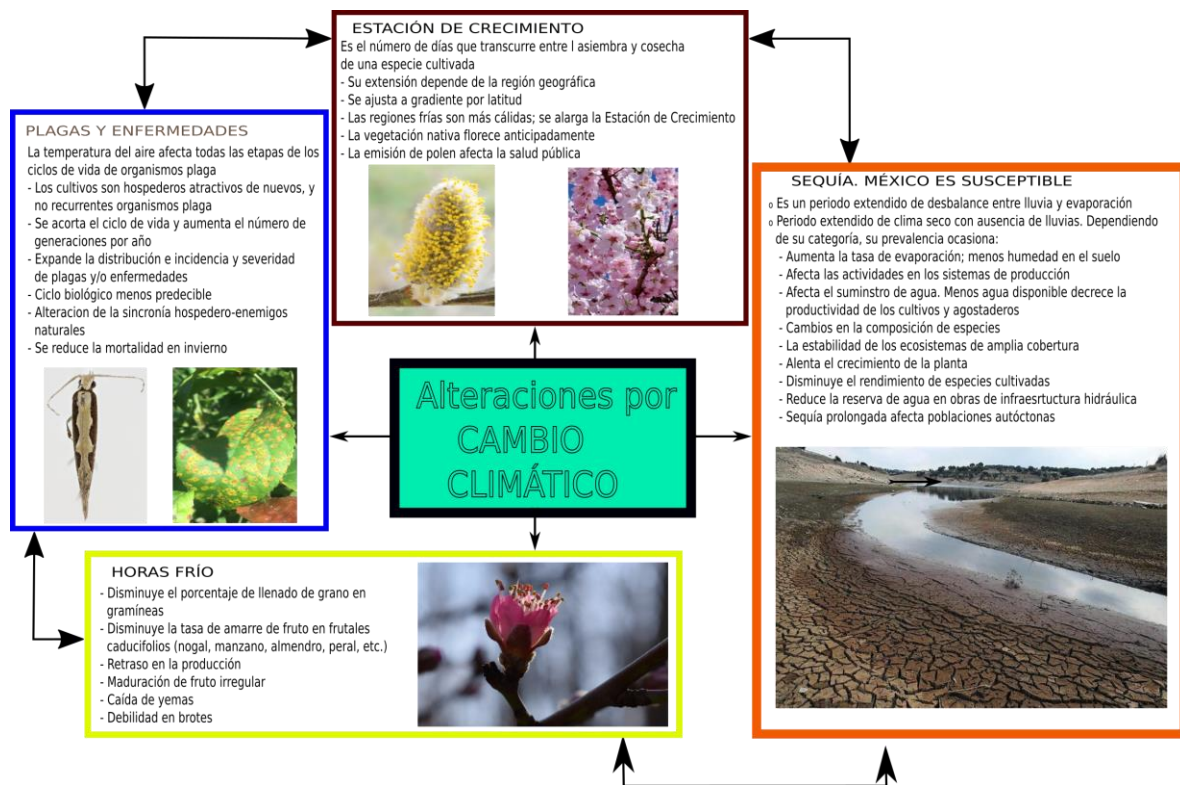 ESTACIÓN DE CRECIMIENTO
Es el número de días que transcurre entre l asiembra y cosecha
de una especie cultivada
- Su extensión depende de la región geográfica
- Se ajusta a gradiente por latitud
- Las regiones frías son más cálidas; se alarga la Estación de Crecimiento
- La vegetación nativa florece anticipadamente
- La emisión de polen afecta la salud pública
PLAGAS Y ENFERMEDADES
La temperatura del aire afecta todas las etapas de los
ciclos de vida de organismos plaga
- Los cultivos son hospederos atractivos de nuevos, y
no recurrentes organismos plaga
- Se acorta el ciclo de vida y aumenta el número de
generaciones por año
- Expande la distribución e incidencia y severidad
de plagas y/o enfermedades
- Ciclo biológico menos predecible
- Alteracion de la sincronía hospedero-enemigos
naturales
- Se reduce la mortalidad en invierno
SEQUÍA. MÉXICO ES SUSCEPTIBLE
o Es un periodo extendido de desbalance entre lluvia y evaporación
o Periodo extendido de clima seco con ausencia de lluvias. Dependiendo
de su categoría, su prevalencia ocasiona:
- Aumenta la tasa de evaporación; menos humedad en el suelo
- Afecta las actividades en los sistemas de producción
- Afecta el suminstro de agua. Menos agua disponible decrece la
productividad de los cultivos y agostaderos
- Cambios en la composición de especies
- La estabilidad de los ecosistemas de amplia cobertura
- Alenta el crecimiento de la planta
- Disminuye el rendimiento de especies cultivadas
- Reduce la reserva de agua en obras de infraesrtuctura hidráulica
- Sequía prolongada afecta poblaciones autóctonas
Alteraciones por
CAMBIO
CLIMÁTICO
HORAS FRÍO
- Disminuye el porcentaje de llenado de grano en
gramíneas
- Disminuye la tasa de amarre de fruto en frutales
caducifolios (nogal, manzano, almendro, peral, etc.)
- Retraso en la producción
- Maduración de fruto irregular
- Caída de yemas
- Debilidad en brotes